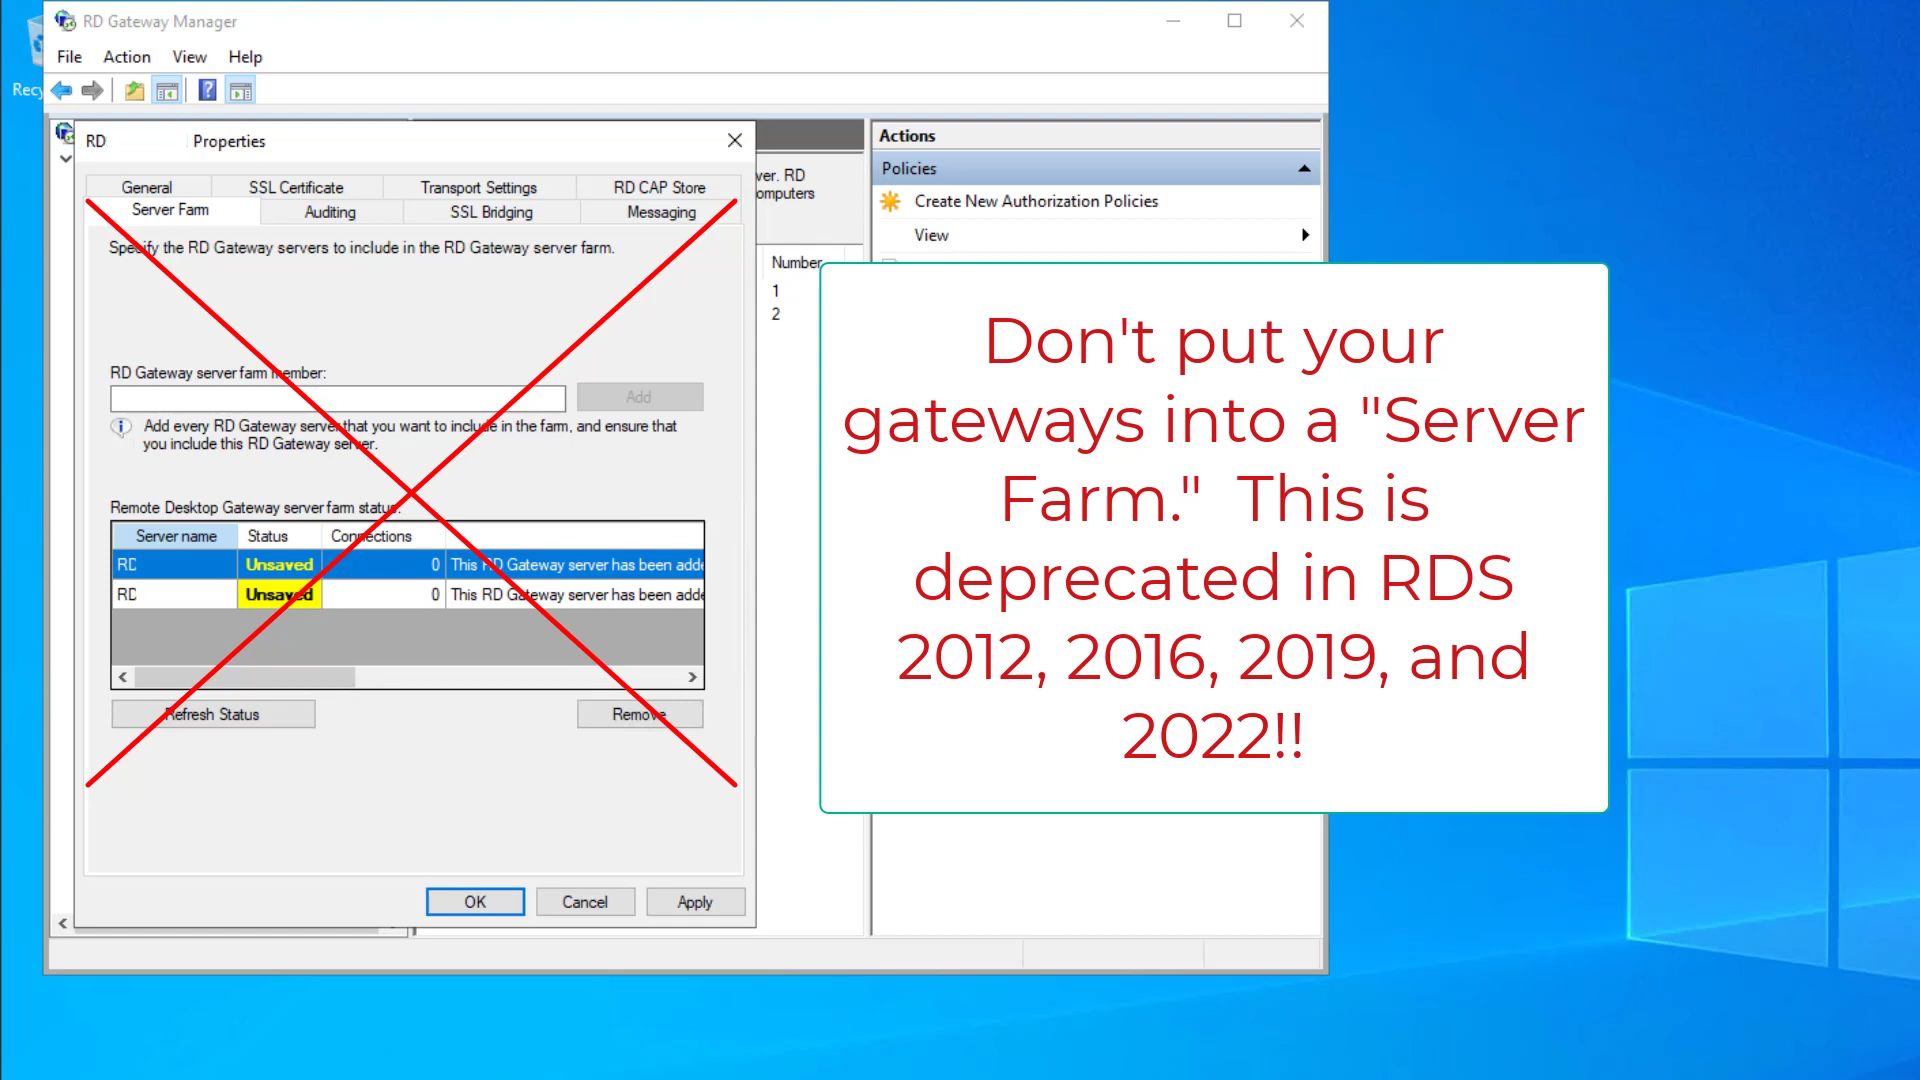 RD Gateway Manager
File Action View Help
RD Properties
General SSL Certificate Transport Settings RD CAP Store
Server Farm Auditing SSL Bridging Messaging
Specify the RD Gateway servers to include in the RD Gateway server farm.
RD Gateway server farm member:
Add
Add every RD Gateway server that you want to include in the farm, and ensure that
you include this RD Gateway server.
Remote Desktop Gateway server farm status:
Server name Status Connections
RD Unsaved 0 This RD Gateway server has been adde
RD Unsaved 0 This RD Gateway server has been adde
Refresh Status Remove
OK Cancel Apply
ver. RD
omputers
Number
1
2
Actions
Policies
Create New Authorization Policies
View
Don't put your
gateways into a "Server
Farm." This is
deprecated in RDS
2012, 2016, 2019, and
2022!!
Recy